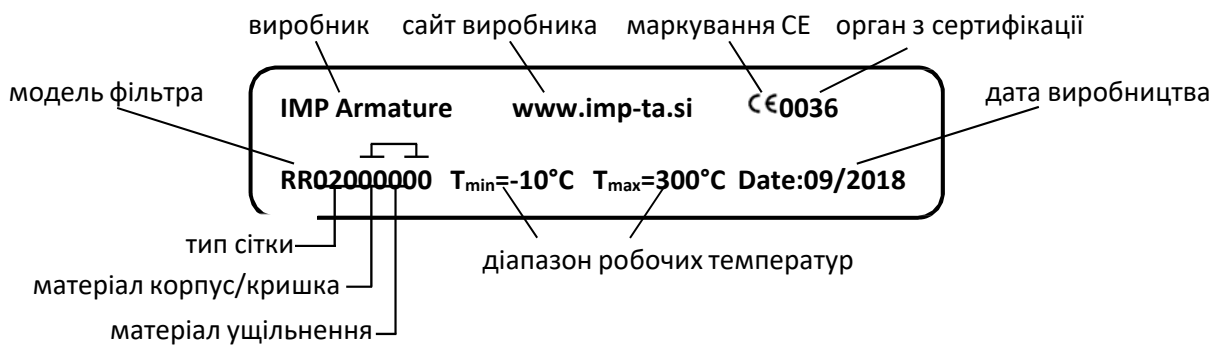 виробник сайт виробника маркування CE орган з сертифікації
модель фільтра дата виробництва
IMP Armature www.imp-ta.si CE0036
RR02000000 Tmin=-10°C Tmax=300°C Date:09/2018
тип сітки діапазон робочих температур
матеріал корпус/кришка
матеріал ущільнення